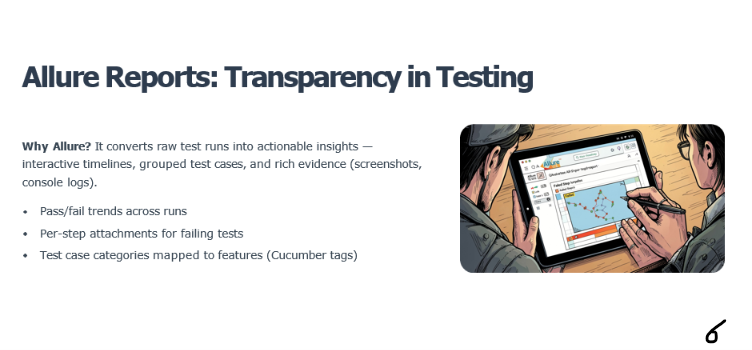 Allure Reports: Transparency in Testing
Why Allure? It converts raw test runs into actionable insights —
interactive timelines, grouped test cases, and rich evidence (screenshots,
console logs).
• Pass/fail trends across runs
• Per-step attachments for failing tests
• Test case categories mapped to features (Cucumber tags)
Allure
6